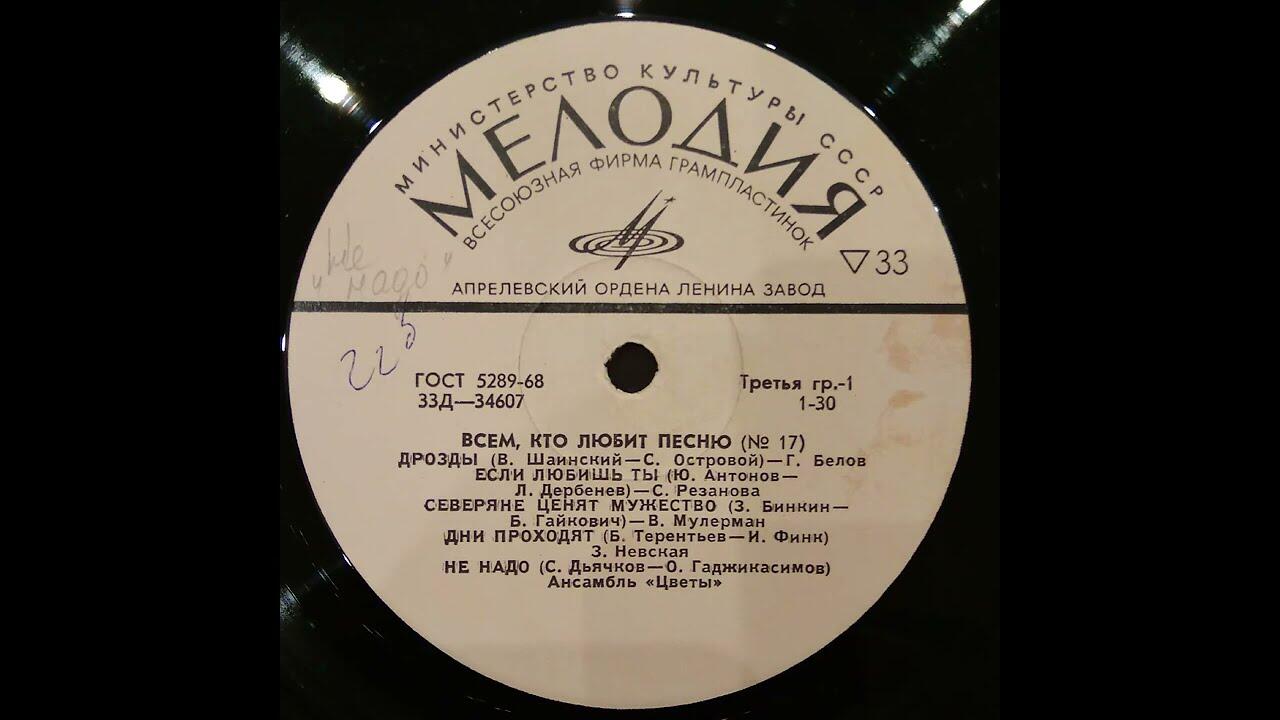 МИНИСТЕРСТВО КУЛЬТУРЫ СССР
МЕЛОДИЯ
ВСЕСОЮЗНАЯ ФИРМА ГРАМПЛАСТИНОК
▽33
"Не
надо"
АПРЕЛЕВСКИЙ ОРДЕНА ЛЕНИНА ЗАВОД
225
ГОСТ 5289-68
Третья гр.-1
33Д—34607
1-30
ВСЕМ, КТО ЛЮБИТ ПЕСНЮ (№ 17)
ДРОЗДЫ (В. Шаинский—С. Островой)—Г. Белов
ЕСЛИ ЛЮБИШЬ ТЫ (Ю. Антонов—
Л. Дербенев)—С. Резанова
СЕВЕРЯНЕ ЦЕНЯТ МУЖЕСТВО (З. Бинкин—
Б. Гайкович)—В. Мулерман
ДНИ ПРОХОДЯТ (Б. Терентьев—И. Финк)
З. Невская
НЕ НАДО (С. Дьячков—О. Гаджикасимов)
Ансамбль «Цветы»